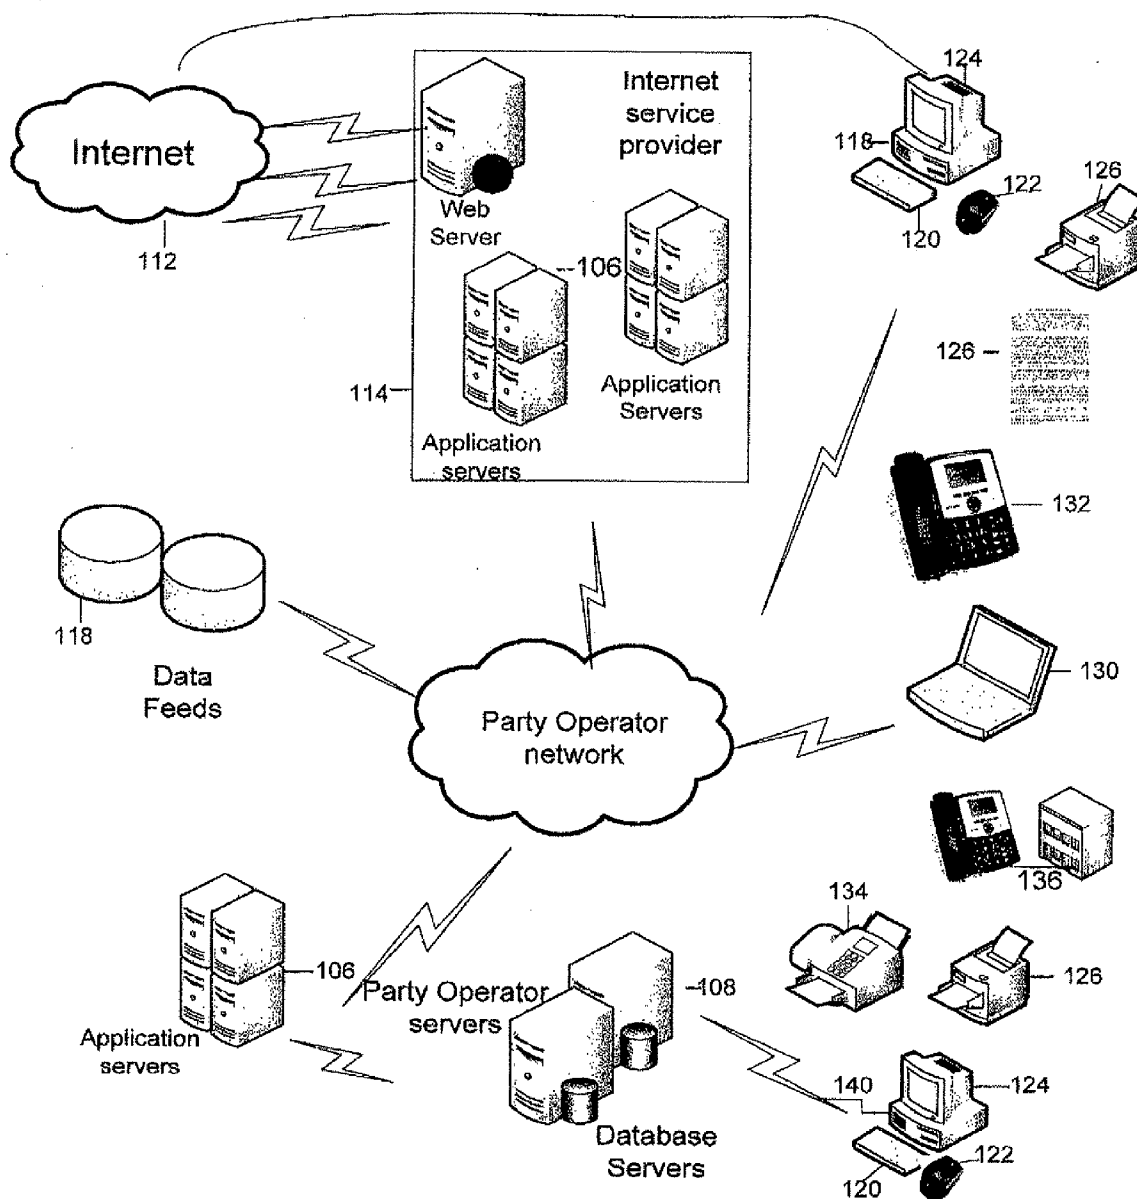 124
Internet
service
provider
Internet
118
126
122
Web
Server
120
112
106
126
114
Application
Servers
Application
servers
132
118
Data
Feeds
130
Party Operator
network
136
134
106
Party Operator
servers
108
126
Application
servers
140
124
Database
Servers
122
120